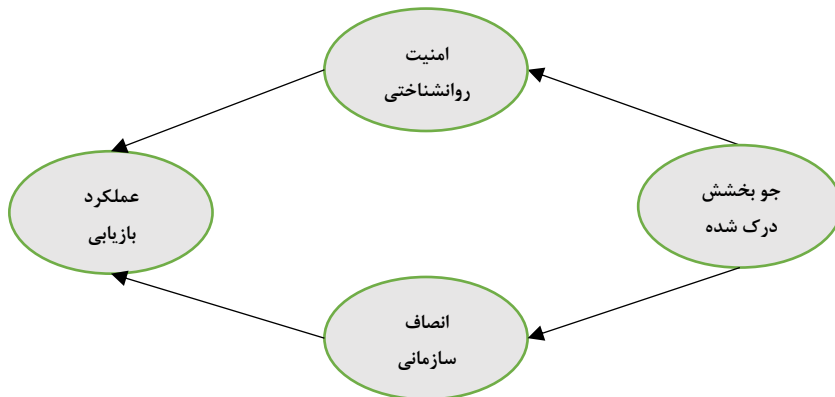 امنیت
روانشناختی
جو بخشش
درک شده
عملکرد
بازیابی
انصاف
سازمانی